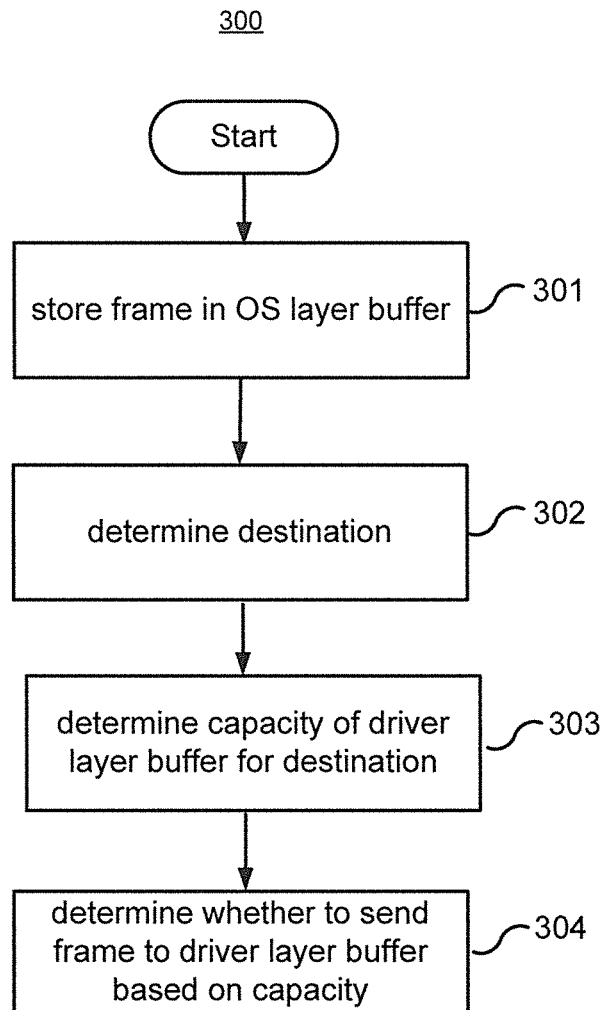 300
Start
store frame in OS layer buffer
301
determine destination
302
determine capacity of driver
layer buffer for destination
303
determine whether to send
frame to driver layer buffer
based on capacity
304